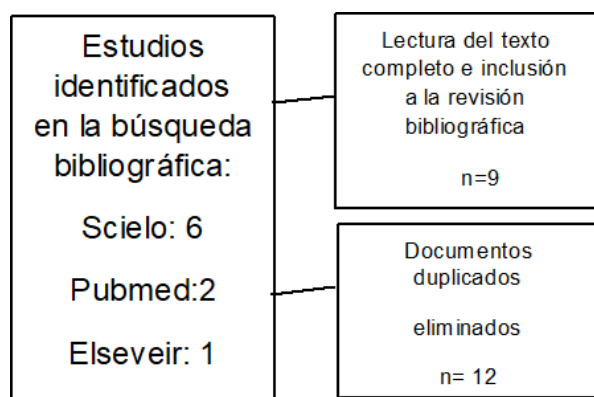 Estudios
identificados
en la búsqueda
bibliográfica:
Scielo: 6
Pubmed:2
Elseveir: 1
Lectura del texto
completo e inclusión
a la revisión
bibliográfica
n=9
Documentos
duplicados
eliminados
n= 12